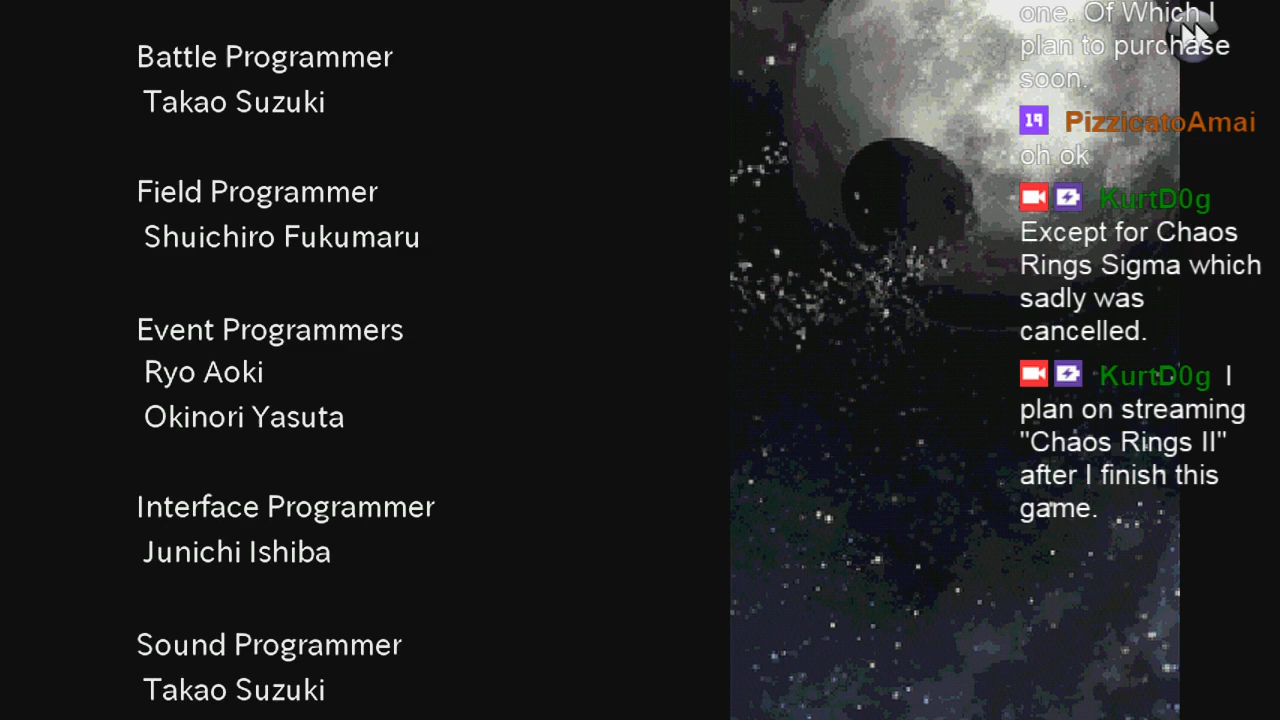 Battle Programmer
Takao Suzuki
Field Programmer
Shuichiro Fukumaru
Event Programmers
Ryo Aoki
Okinori Yasuta
Interface Programmer
Junichi Ishiba
Sound Programmer
Takao Suzuki
one. Of Which I
plan to purchase
soon.
19 PizzicatoAmai
oh ok
KurtD0g
Except for Chaos
Rings Sigma which
sadly was
cancelled.
KurtD0g I
plan on streaming
"Chaos Rings II"
after I finish this
game.